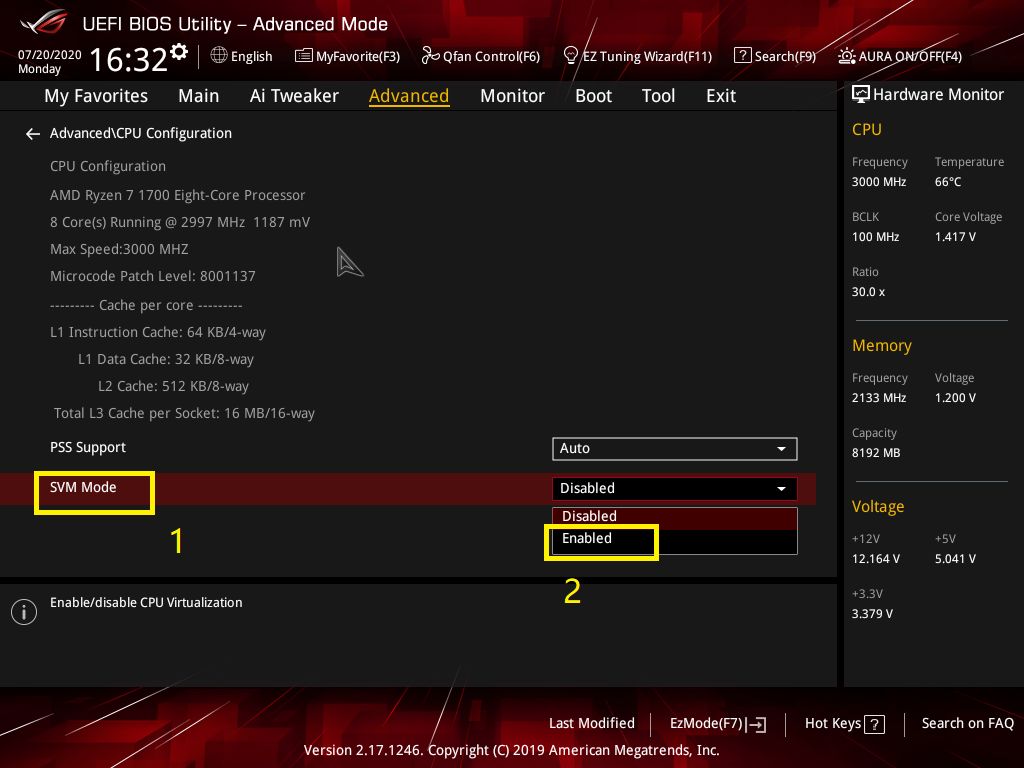 UEFI BIOS Utility – Advanced Mode
07/20/2020
Monday
16:32
English
MyFavorite(F3)
Qfan Control(F6)
EZ Tuning Wizard(F11)
Search(F9)
AURA ON/OFF(F4)
My Favorites Main Ai Tweaker Advanced Monitor Boot Tool Exit
Advanced\CPU Configuration
CPU Configuration
AMD Ryzen 7 1700 Eight-Core Processor
8 Core(s) Running @ 2997 MHz 1187 mV
Max Speed:3000 MHZ
Microcode Patch Level: 8001137
--------- Cache per core ---------
L1 Instruction Cache: 64 KB/4-way
L1 Data Cache: 32 KB/8-way
L2 Cache: 512 KB/8-way
Total L3 Cache per Socket: 16 MB/16-way
PSS Support Auto
SVM Mode Disabled
Disabled
Enabled
1
2
Enable/disable CPU Virtualization
Hardware Monitor
CPU
Frequency Temperature
3000 MHz 66°C
BCLK Core Voltage
100 MHz 1.417 V
Ratio
30.0 x
Memory
Frequency Voltage
2133 MHz 1.200 V
Capacity
8192 MB
Voltage
+12V +5V
12.164 V 5.041 V
+3.3V
3.379 V
Last Modified EzMode(F7) Hot Keys ? Search on FAQ
Version 2.17.1246. Copyright (C) 2019 American Megatrends, Inc.